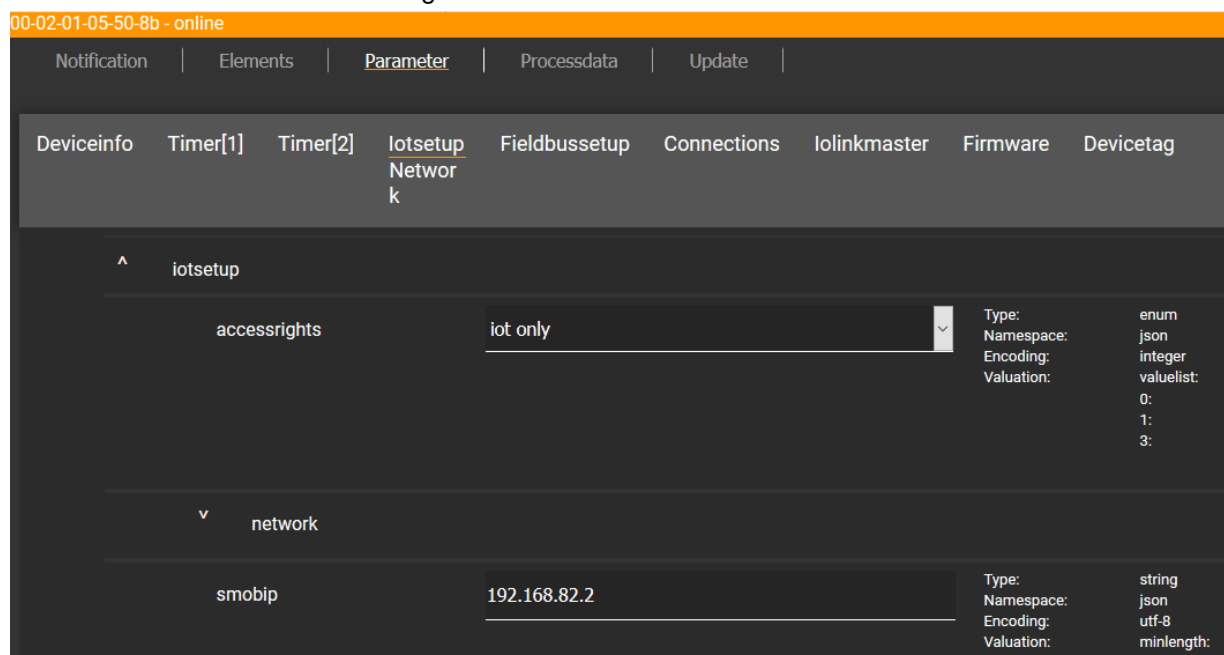 00-02-01-05-50-8b - online
Notification | Elements | Parameter | Processdata | Update |
Deviceinfo Timer[1] Timer[2] Iotsetup Fieldbussetup Connections Iolinkmaster Firmware Devicetag
Networ
k
^ iotsetup
accessrights iot only Type: enum
Namespace: json
Encoding: integer
Valuation: valuelist:
0:
1:
3:
v network
smobip 192.168.82.2 Type: string
Namespace: json
Encoding: utf-8
Valuation: minlength: